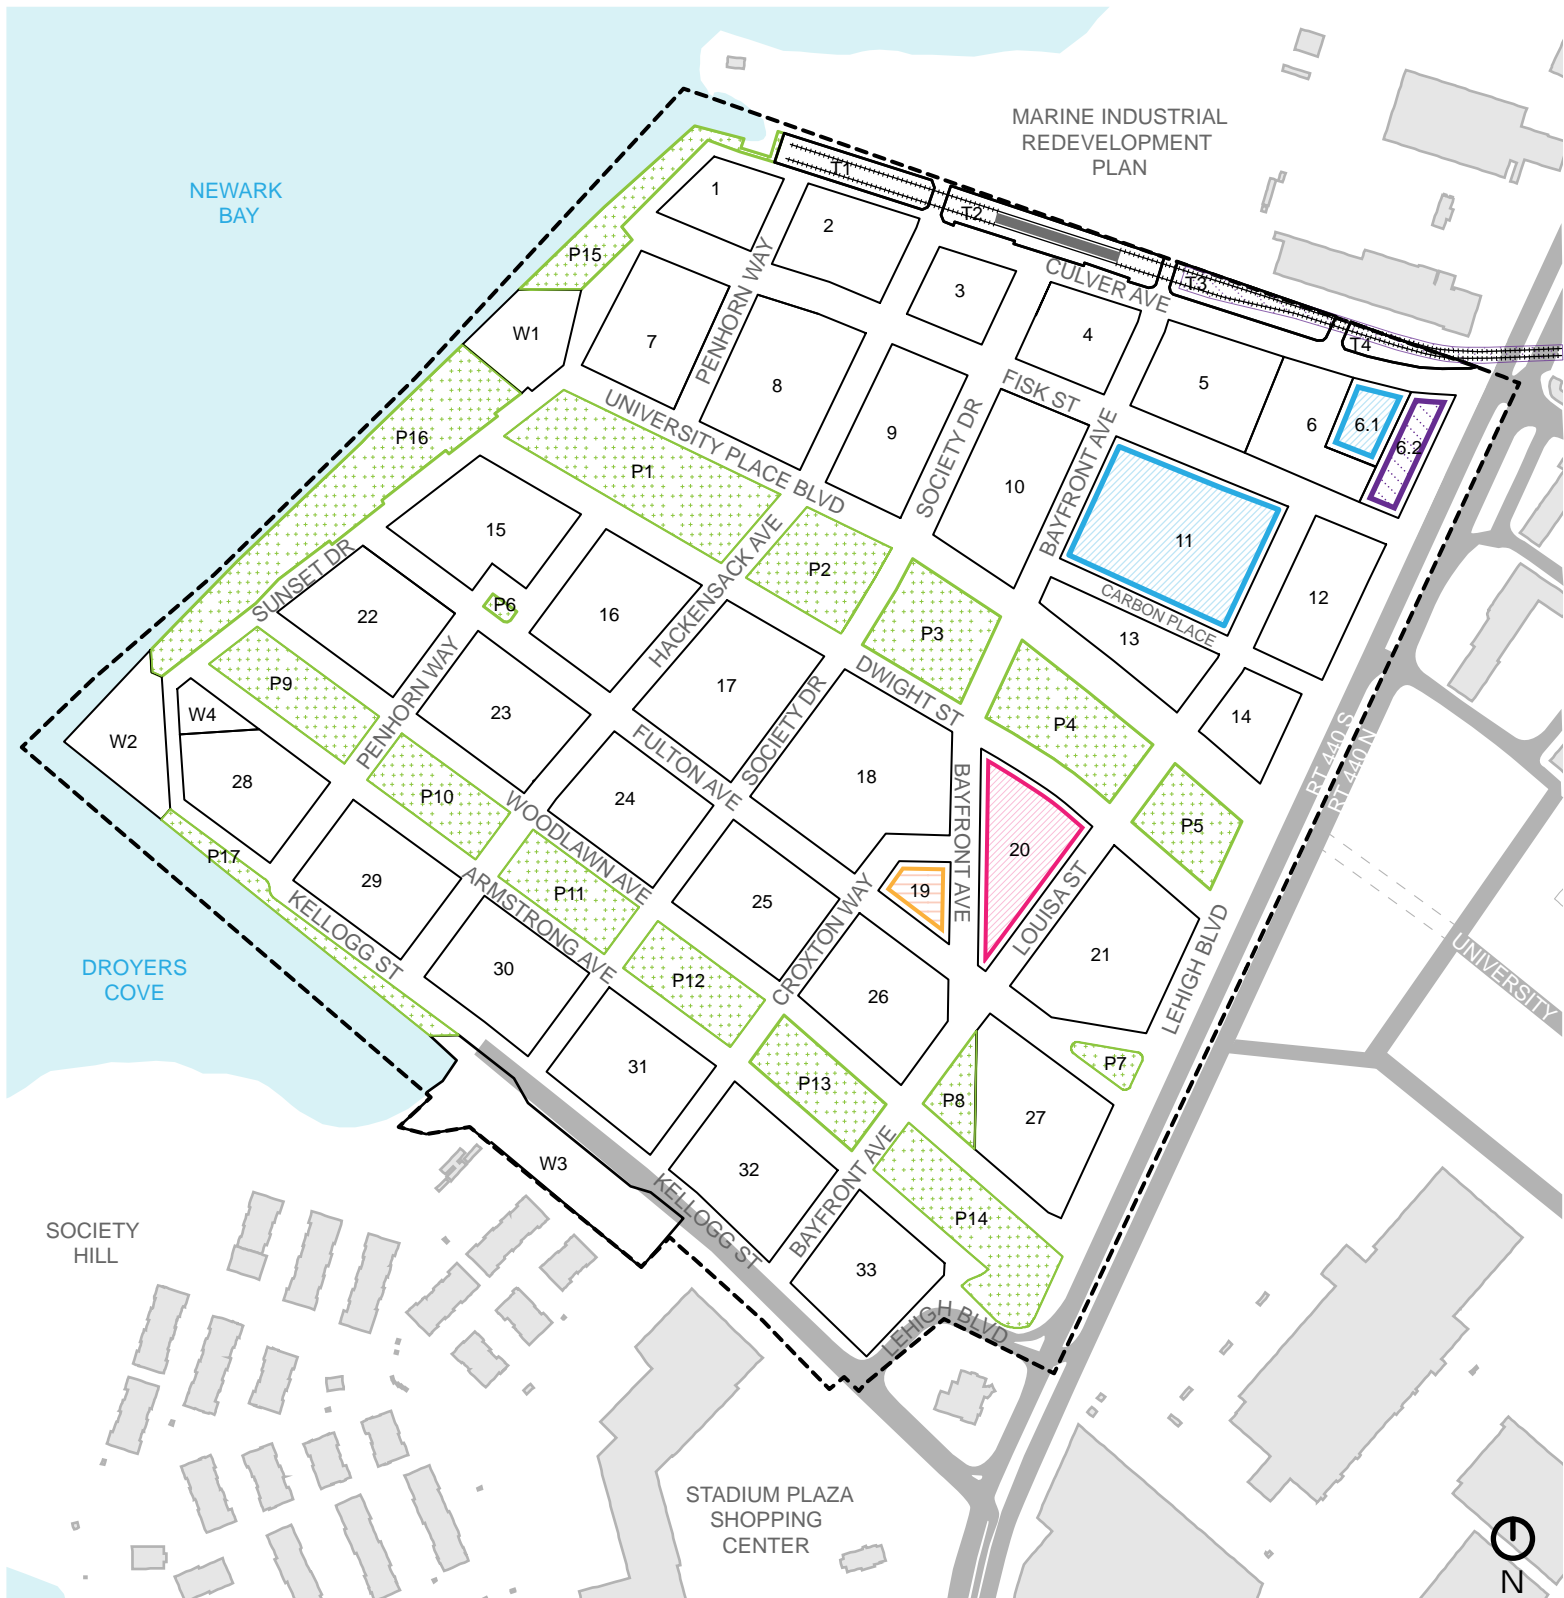 MARINE INDUSTRIAL
REDEVELOPMENT
PLAN
NEWARK
BAY
T1
T2
T3
T4
1
2
3
4
5
6
6.1
6.2
P15
W1
7
8
9
10
11
12
13
14
PENHORN WAY
CULVER AVE
FISK ST
SOCIETY DR
BAYFRONT AVE
UNIVERSITY PLACE BLVD
CARBON PLACE
P16
P1
P2
P3
P4
P5
15
P6
16
17
18
19
20
21
SUNSET DR
HACKENSACK AVE
DWIGHT ST
SOCIETY DR
PENHORN WAY
FULTON AVE
BAYFRONT AVE
LOUISA ST
LEHIGH BLVD
RT 440 S
RT 440 N
UNIVERSITY
22
23
24
25
26
27
P9
W4
W2
28
P10
P11
P12
P13
P8
P7
P14
WOODLAWN AVE
ARMSTRONG AVE
CROXTON WAY
P17
29
30
31
32
33
KELLOGG ST
DROYERS
COVE
W3
KELLOGG ST
BAYFRONT AVE
LEHIGH BLVD
SOCIETY
HILL
STADIUM PLAZA
SHOPPING
CENTER
N